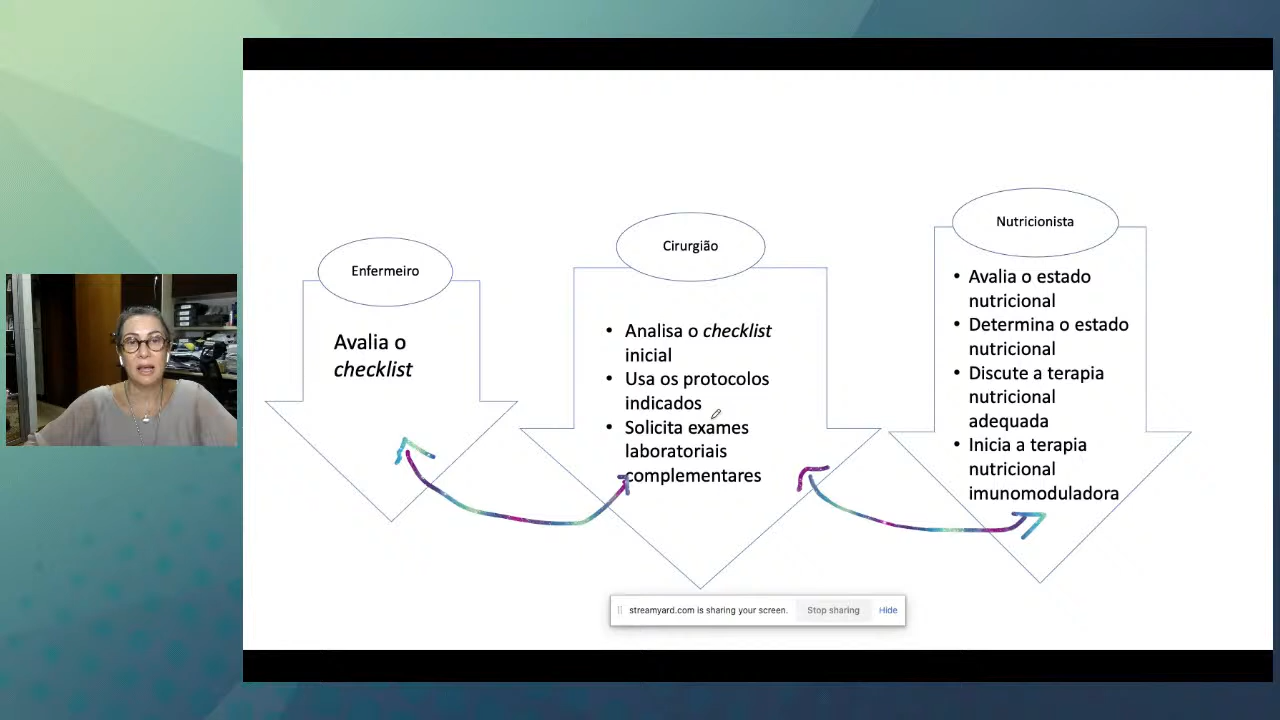 Enfermeiro
Avalia o
checklist
Cirurgião
• Analisa o checklist
inicial
• Usa os protocolos
indicados
• Solicita exames
laboratoriais
complementares
Nutricionista
• Avalia o estado
nutricional
• Determina o estado
nutricional
• Discute a terapia
nutricional
adequada
• Inicia a terapia
nutricional
imunomoduladora
streamyard.com is sharing your screen. Stop sharing Hide